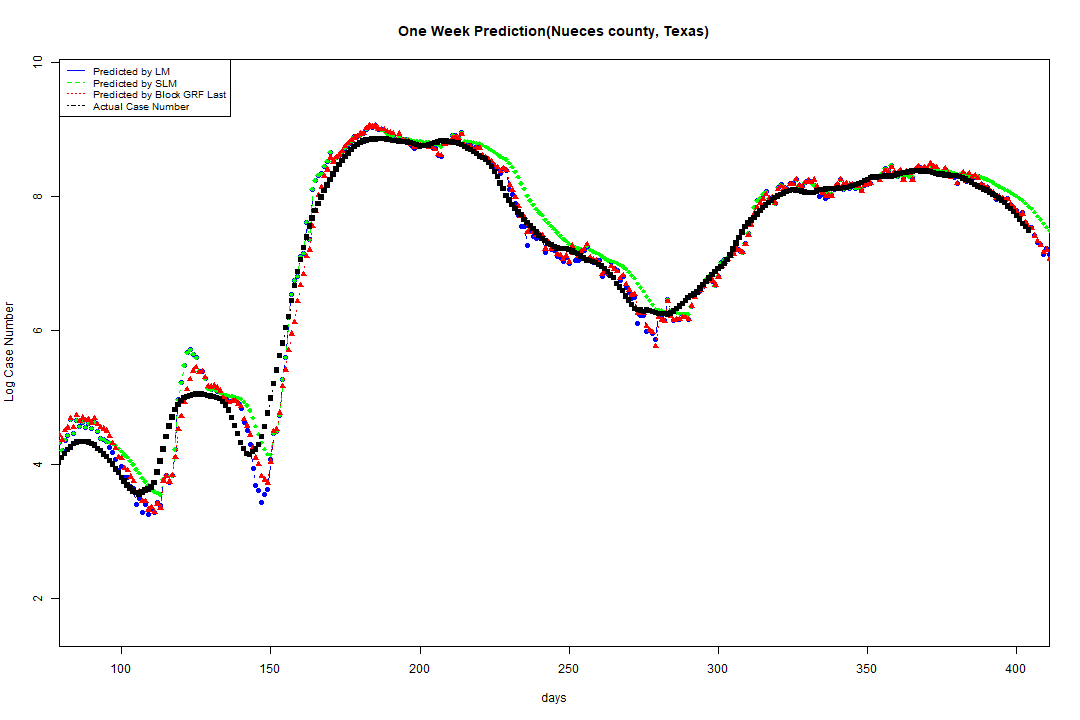 One Week Prediction(Nueces county, Texas)
Predicted by LM
Predicted by SLM
Predicted by Block GRF Last
Actual Case Number
Log Case Number
10
8
6
4
2
100 150 200 250 300 350 400
days